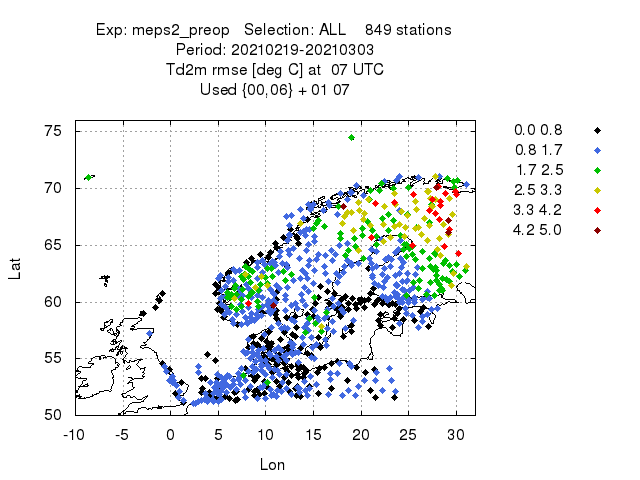 Exp: meps2_preop   Selection: ALL    849 stations
Period: 20210219-20210303
Td2m rmse [deg C] at  07 UTC
Used {00,06} + 01 07
75
70
65
60
55
50
-10 -5 0 5 10 15 20 25 30
Lat
Lon
0.0 0.8
0.8 1.7
1.7 2.5
2.5 3.3
3.3 4.2
4.2 5.0